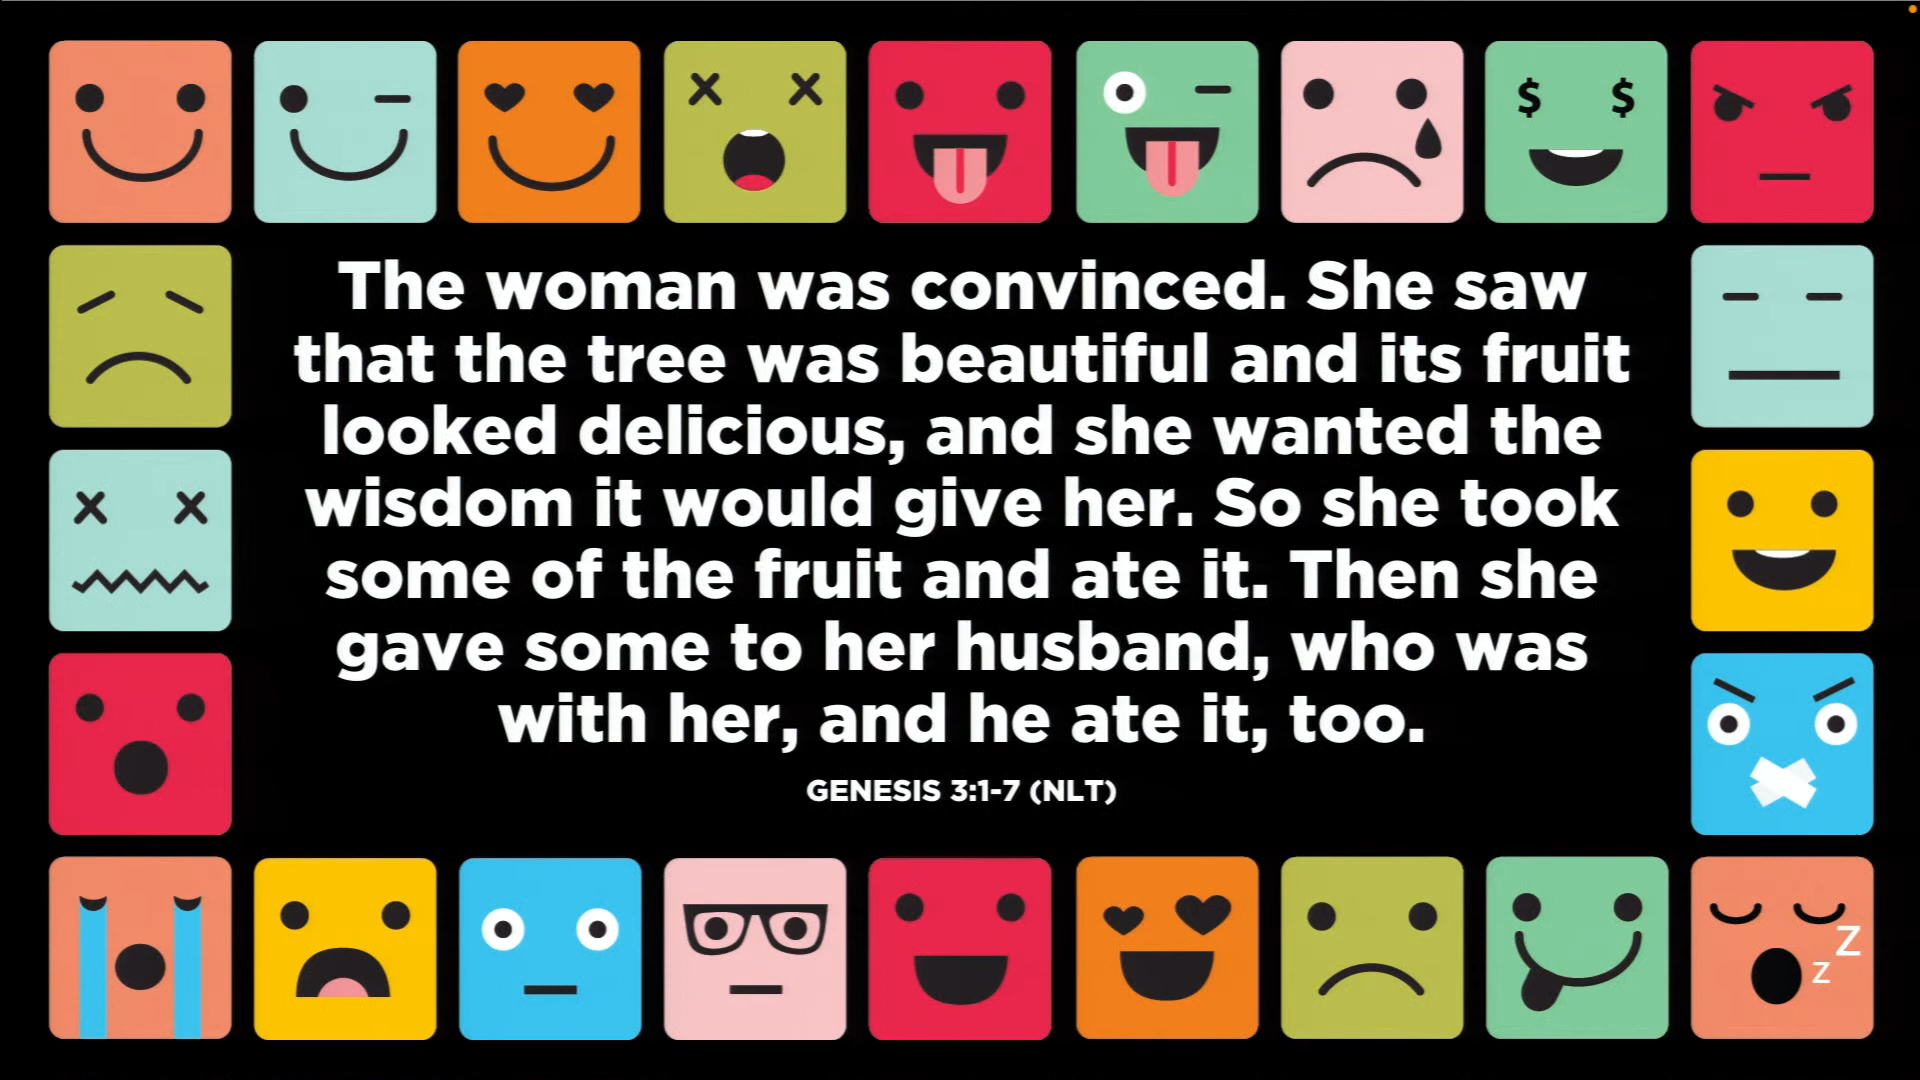 $ $
The woman was convinced. She saw
that the tree was beautiful and its fruit
looked delicious, and she wanted the
wisdom it would give her. So she took
some of the fruit and ate it. Then she
gave some to her husband, who was
with her, and he ate it, too.
GENESIS 3:1-7 (NLT)
Z
Z